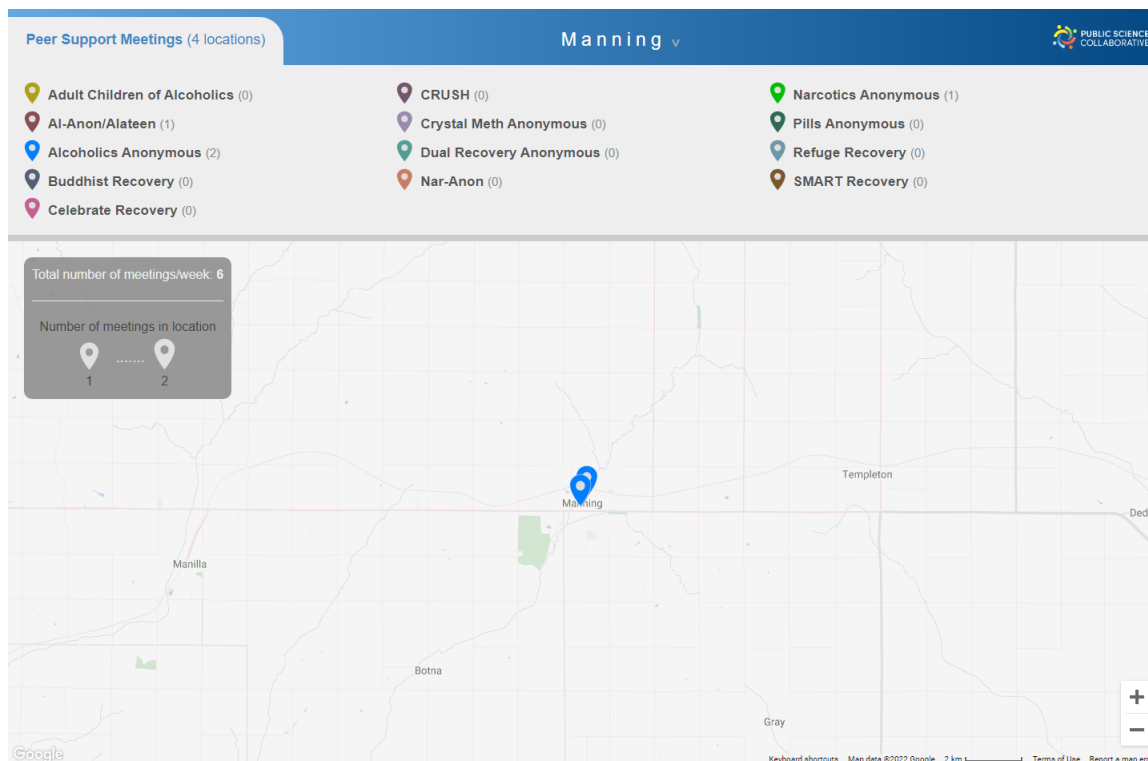 Peer Support Meetings (4 locations)
Manning v
PUBLIC SCIENCE
COLLABORATIVE
Adult Children of Alcoholics (0)
Al-Anon/Alateen (1)
Alcoholics Anonymous (2)
Buddhist Recovery (0)
Celebrate Recovery (0)
CRUSH (0)
Crystal Meth Anonymous (0)
Dual Recovery Anonymous (0)
Nar-Anon (0)
Narcotics Anonymous (1)
Pills Anonymous (0)
Refuge Recovery (0)
SMART Recovery (0)
Total number of meetings/week: 6
Number of meetings in location
1 ....... 2
Templeton
Manning
Ded
Manilla
Botna
Gray
+
−
Google
Keyboard shortcuts Map data ©2022 Google 2 km Terms of Use Report a map err